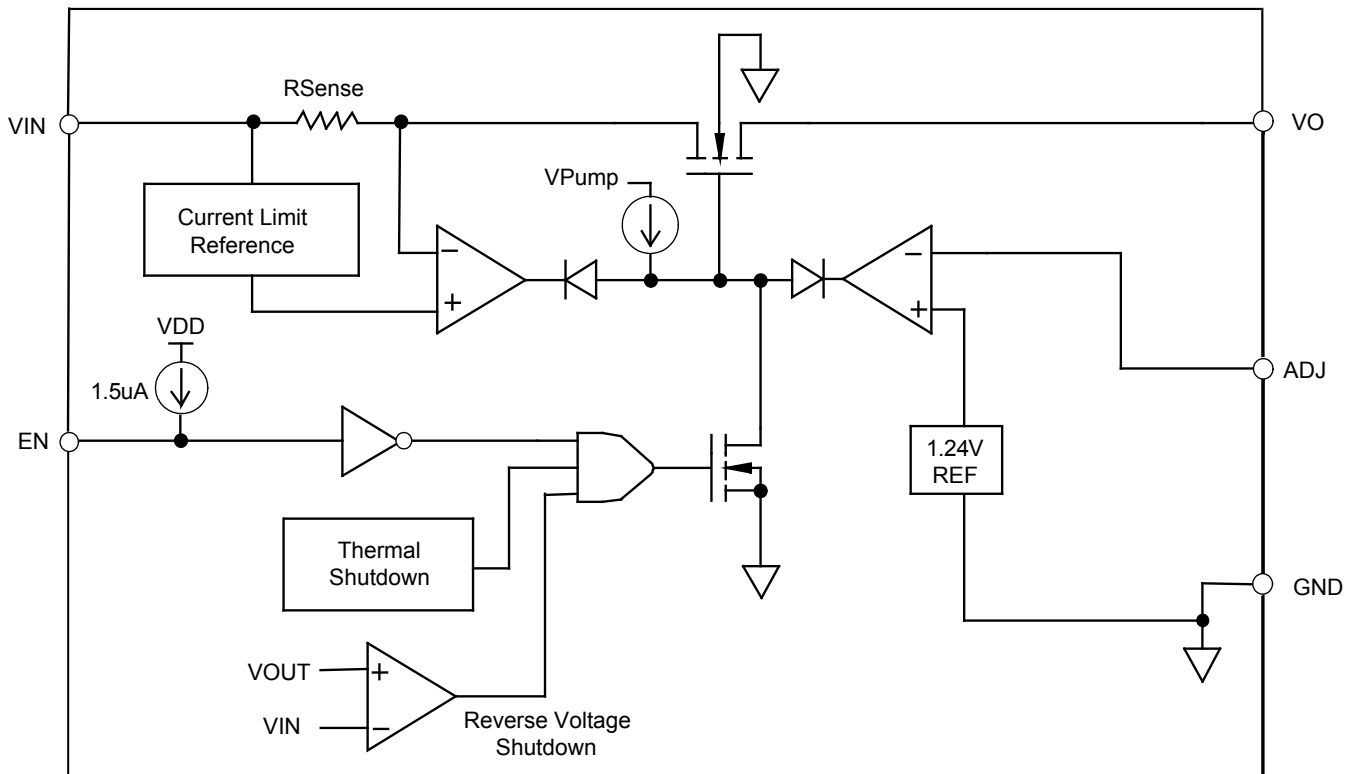 RSense
VIN
VO
VPump
Current Limit
Reference
−
+
−
+
VDD
1.5uA
ADJ
EN
1.24V
REF
Thermal
Shutdown
GND
VOUT
+
VIN
−
Reverse Voltage
Shutdown